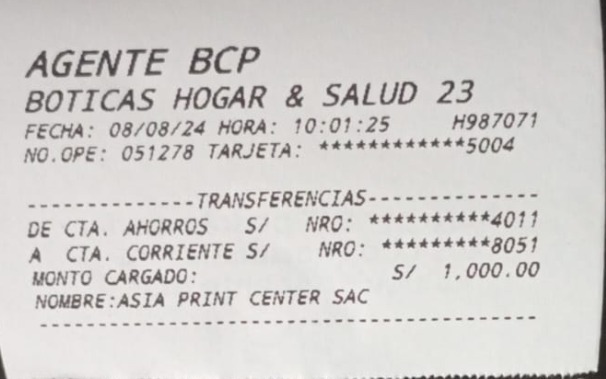 AGENTE BCP
BOTICAS HOGAR & SALUD 23
FECHA: 08/08/24 HORA: 10:01:25 H987071
NO.OPE: 051278 TARJETA: ************5004
--------------TRANSFERENCIAS--------------
DE CTA. AHORROS S/ NRO: **********4011
A CTA. CORRIENTE S/ NRO: *********8051
MONTO CARGADO: S/ 1,000.00
NOMBRE:ASIA PRINT CENTER SAC
------------------------------------------